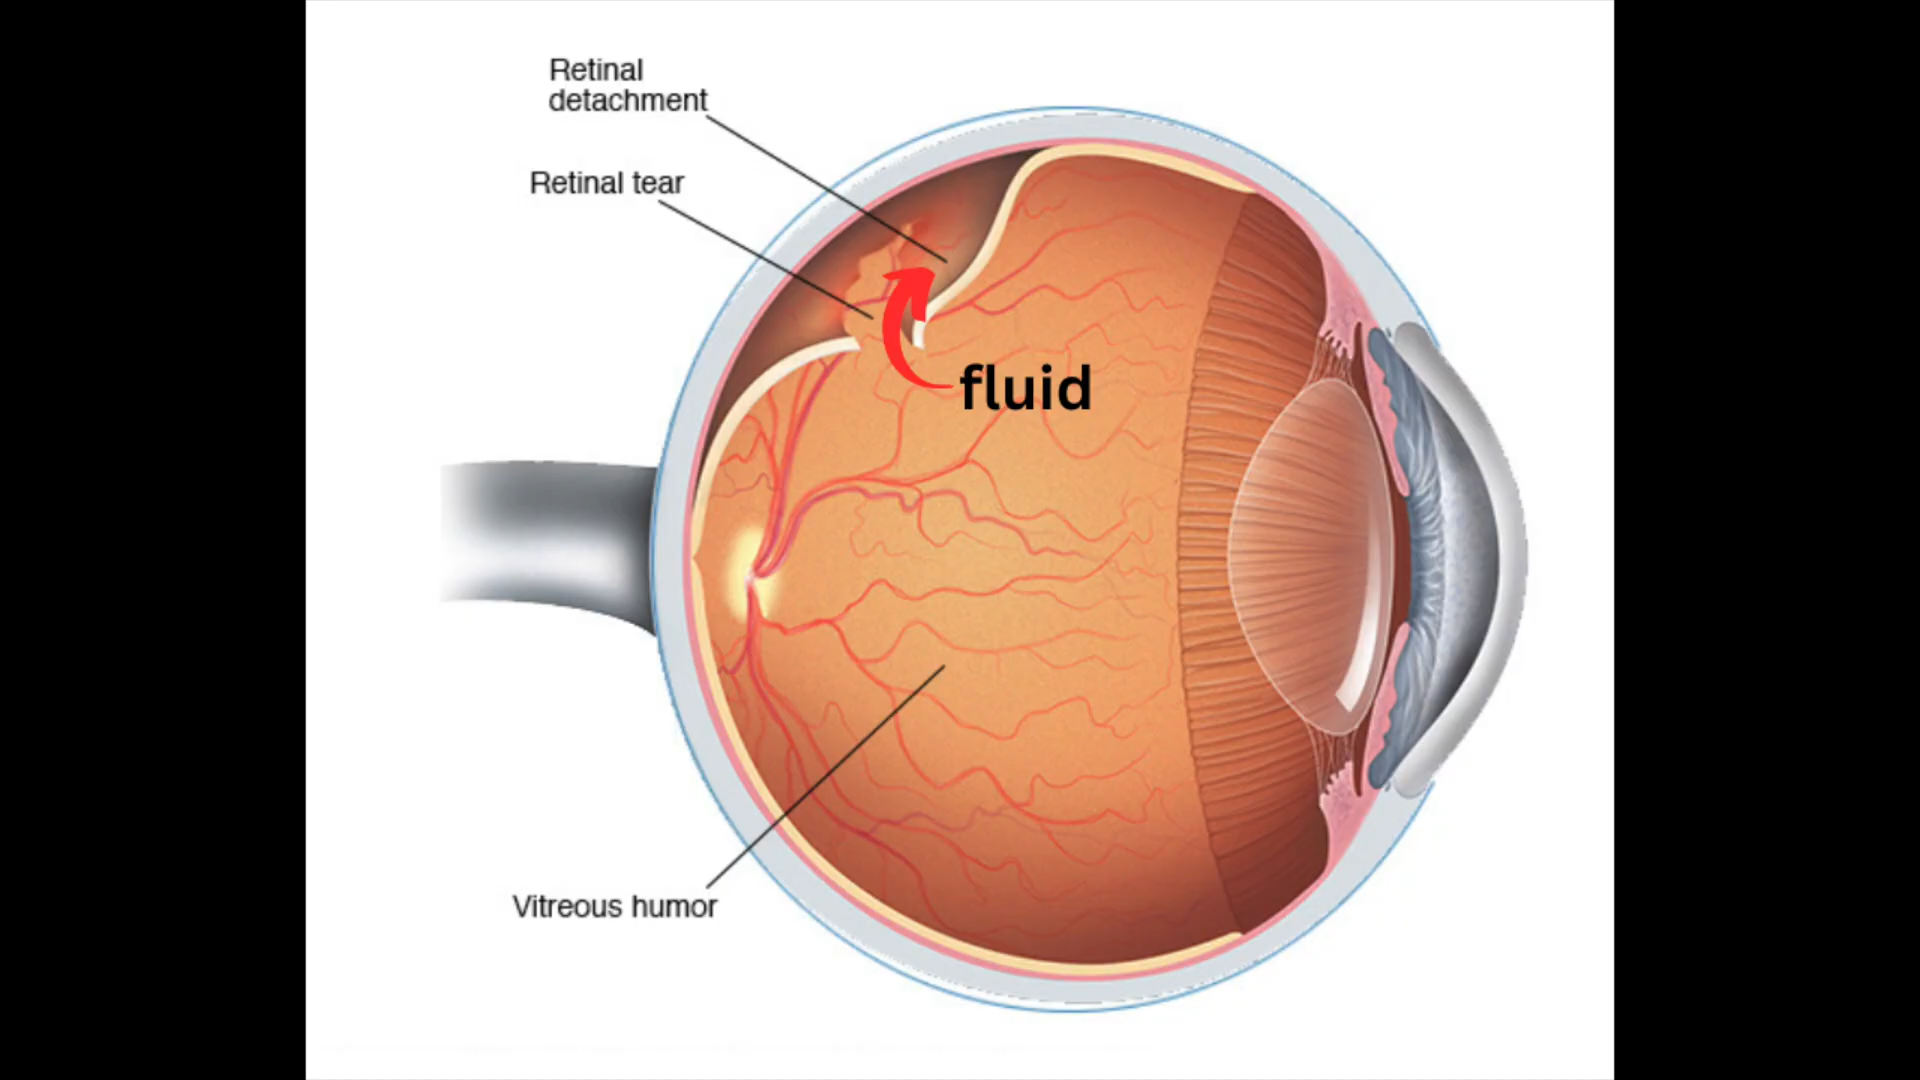 Retinal
detachment
Retinal tear
fluid
Vitreous humor